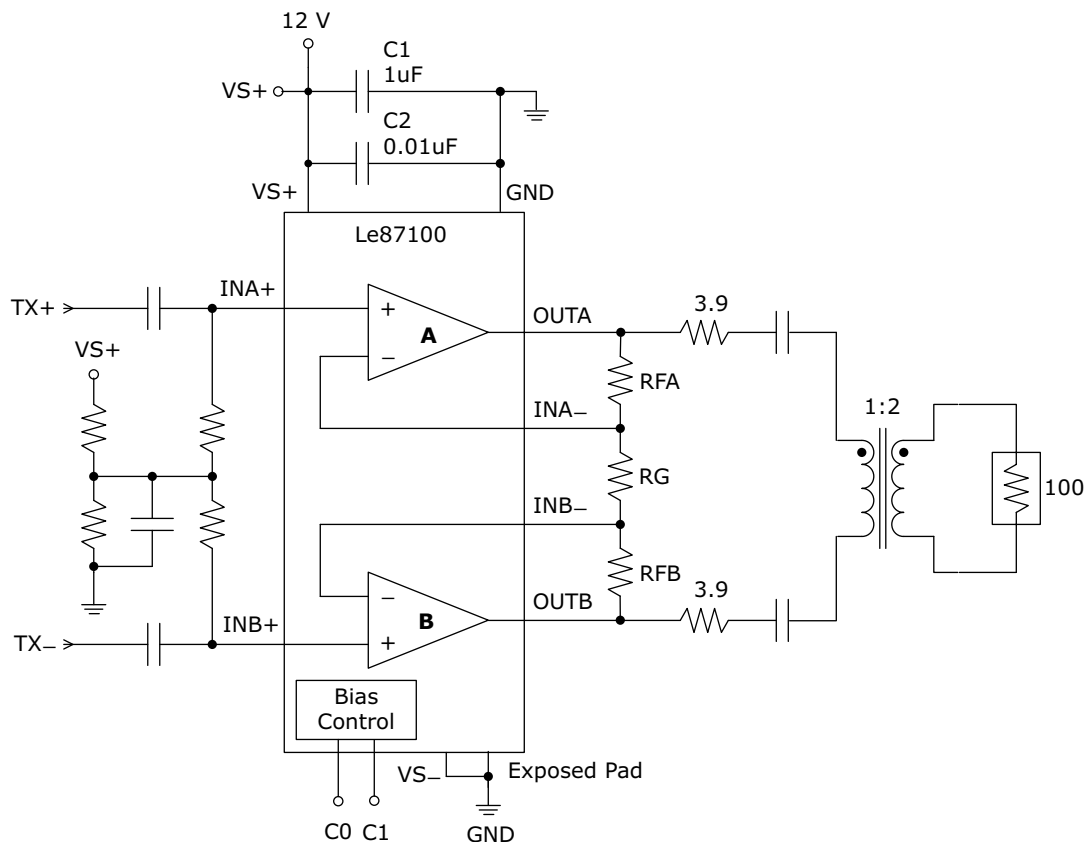 12 V
C1
1uF
VS+
C2
0.01uF
VS+
GND
Le87100
TX+
INA+
+
A
−
OUTA
3.9
VS+
RFA
INA−
1:2
RG
100
INB−
RFB
−
B
+
OUTB
3.9
TX−
INB+
Bias
Control
VS−
Exposed Pad
C0
C1
GND